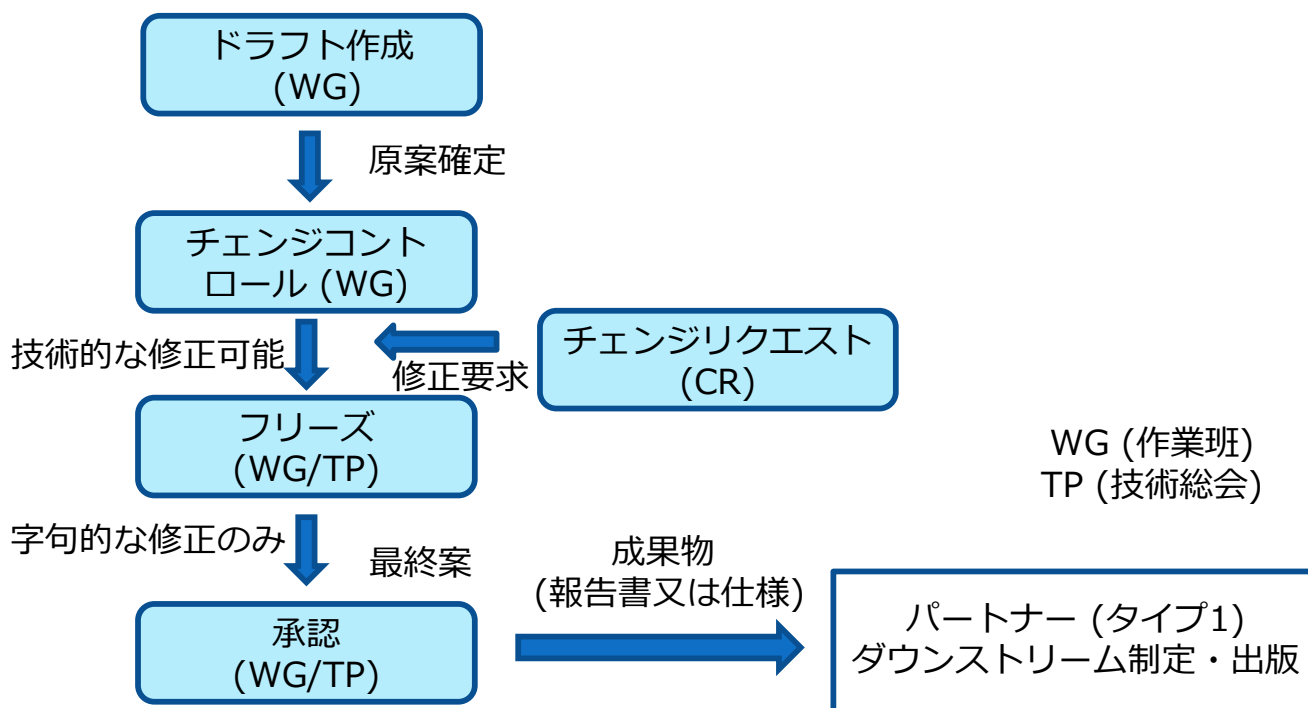 ドラフト作成
(WG)
原案確定
チェンジコント
ロール (WG)
技術的な修正可能
修正要求
チェンジリクエスト
(CR)
フリーズ
(WG/TP)
WG (作業班)
TP (技術総会)
字句的な修正のみ
最終案
成果物
(報告書又は仕様)
承認
(WG/TP)
パートナー (タイプ1)
ダウンストリーム制定・出版